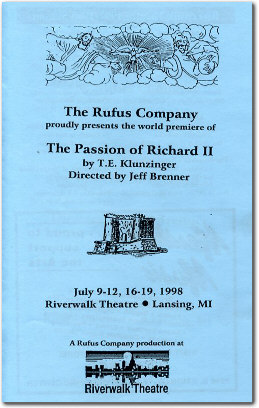 The Rufus Company
proudly presents the world premiere of
The Passion of Richard II
by T.E. Klunzinger
Directed by Jeff Brenner
July 9-12, 16-19, 1998
Riverwalk Theatre ● Lansing, MI
A Rufus Company production at
Riverwalk Theatre